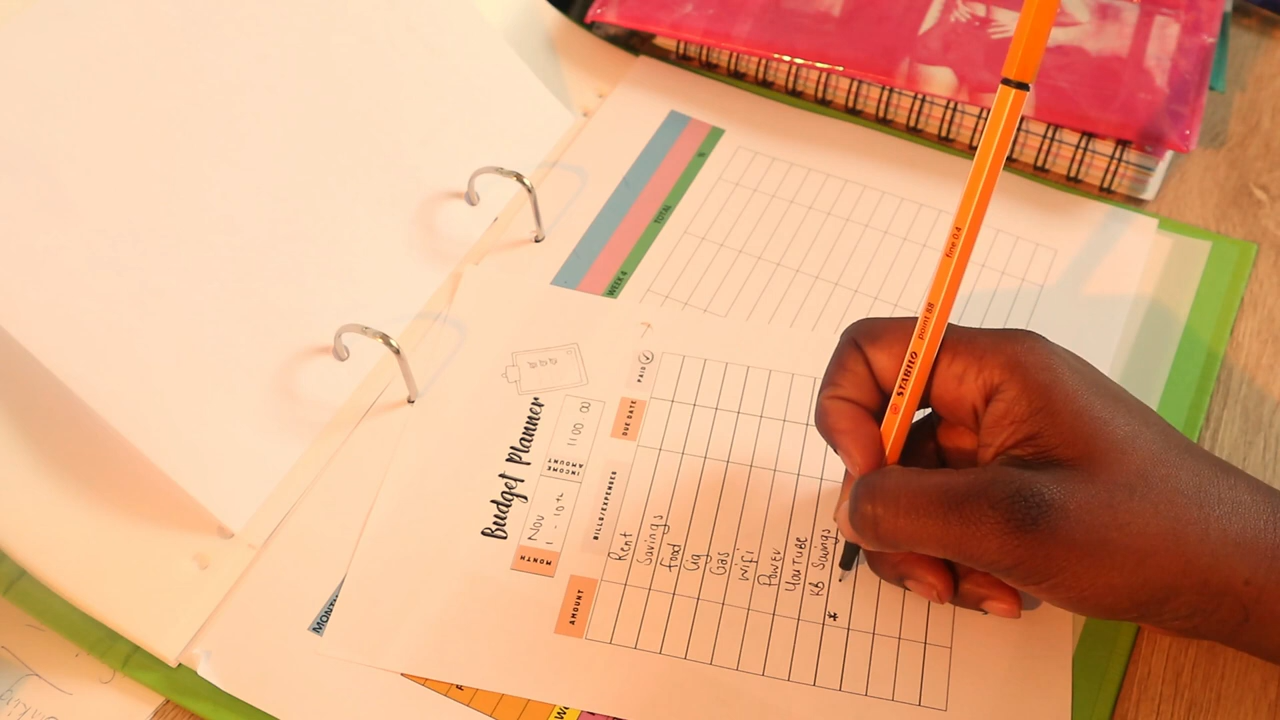 WEEK 4 TOTAL
Budget Planner
MONTH Nov 1 - 10th INCOME AMOUNT 1100.00
AMOUNT BILLS/EXPENSES DUE DATE PAID
Rent
Savings
Food
Cig
Gas
Wifi
Power
YouTube
KB Savings
*
STABILO point 88 fine 0.4